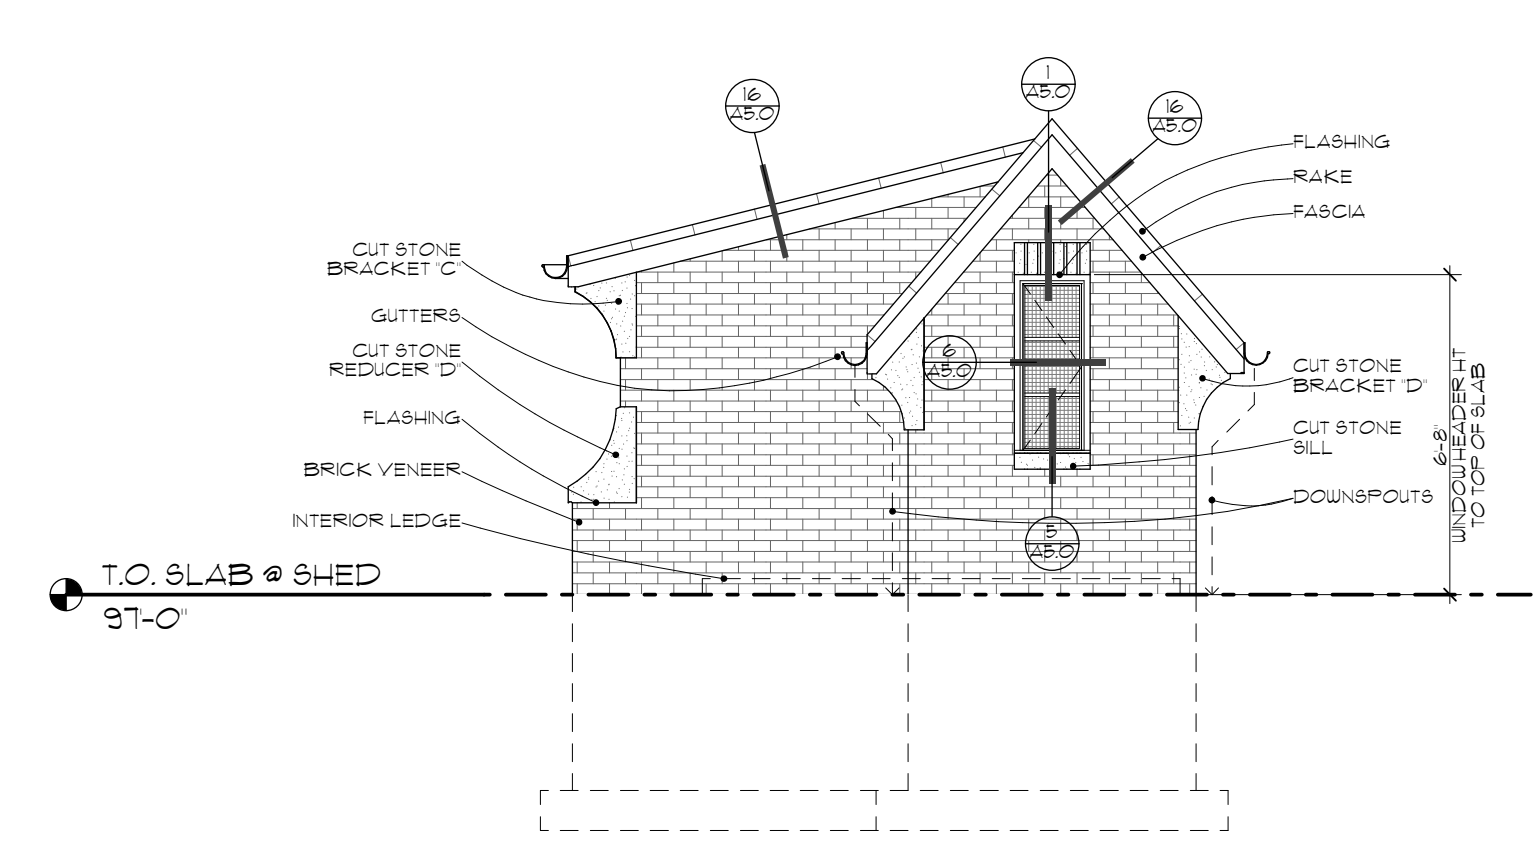 1
A5.0
16
A5.0
16
A5.0
FLASHING
RAKE
FASCIA
CUT STONE
BRACKET "C"
GUTTERS
CUT STONE
REDUCER "D"
FLASHING
BRICK VENEER
INTERIOR LEDGE
6
A5.0
5
A5.0
CUT STONE
BRACKET "D"
CUT STONE
SILL
DOWNSPOUTS
6'-8"
WINDOW HEADER HT
TO TOP OF SLAB
T.O. SLAB @ SHED
97'-0"